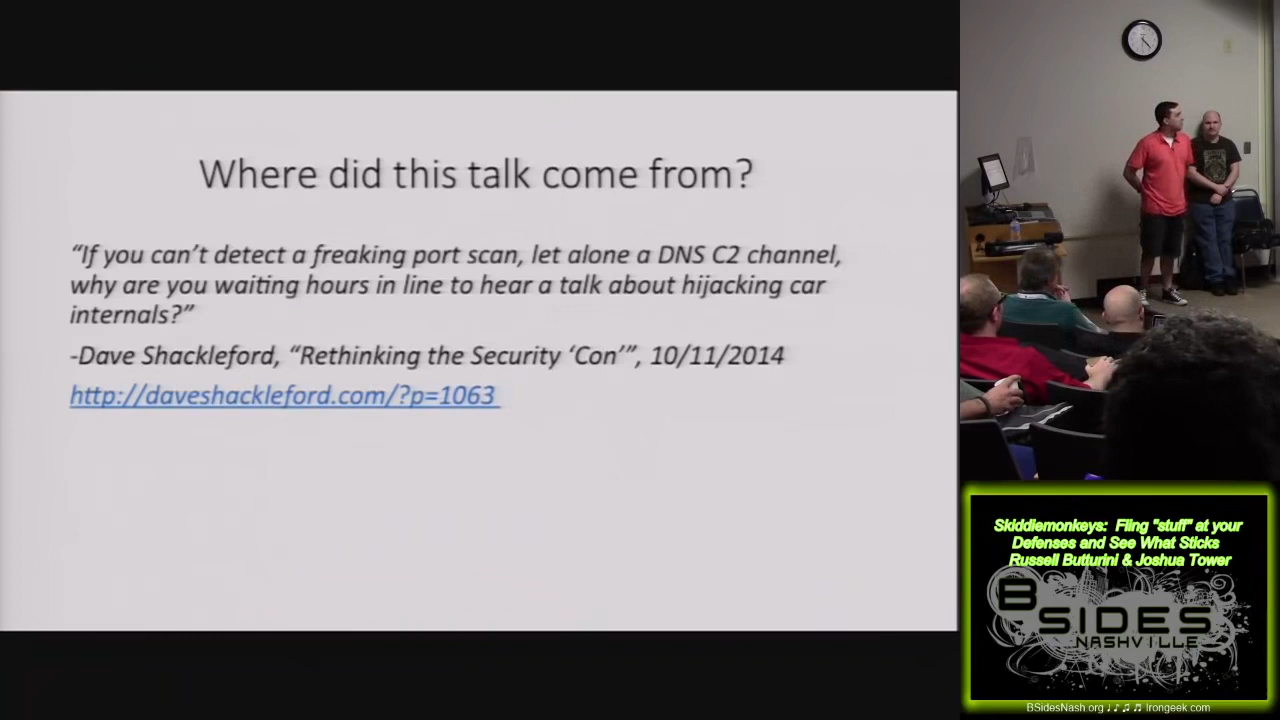 Where did this talk come from?
“If you can’t detect a freaking port scan, let alone a DNS C2 channel,
why are you waiting hours in line to hear a talk about hijacking car
internals?”
-Dave Shackleford, “Rethinking the Security ‘Con’”, 10/11/2014
http://daveshackleford.com/?p=1063
Skiddiemonkeys: Fling "stuff" at your
Defenses and See What Sticks
Russell Butturini & Joshua Tower
BSIDES
NASHVILLE
BSidesNash.org ♩♪♫♬ Irongeek.com